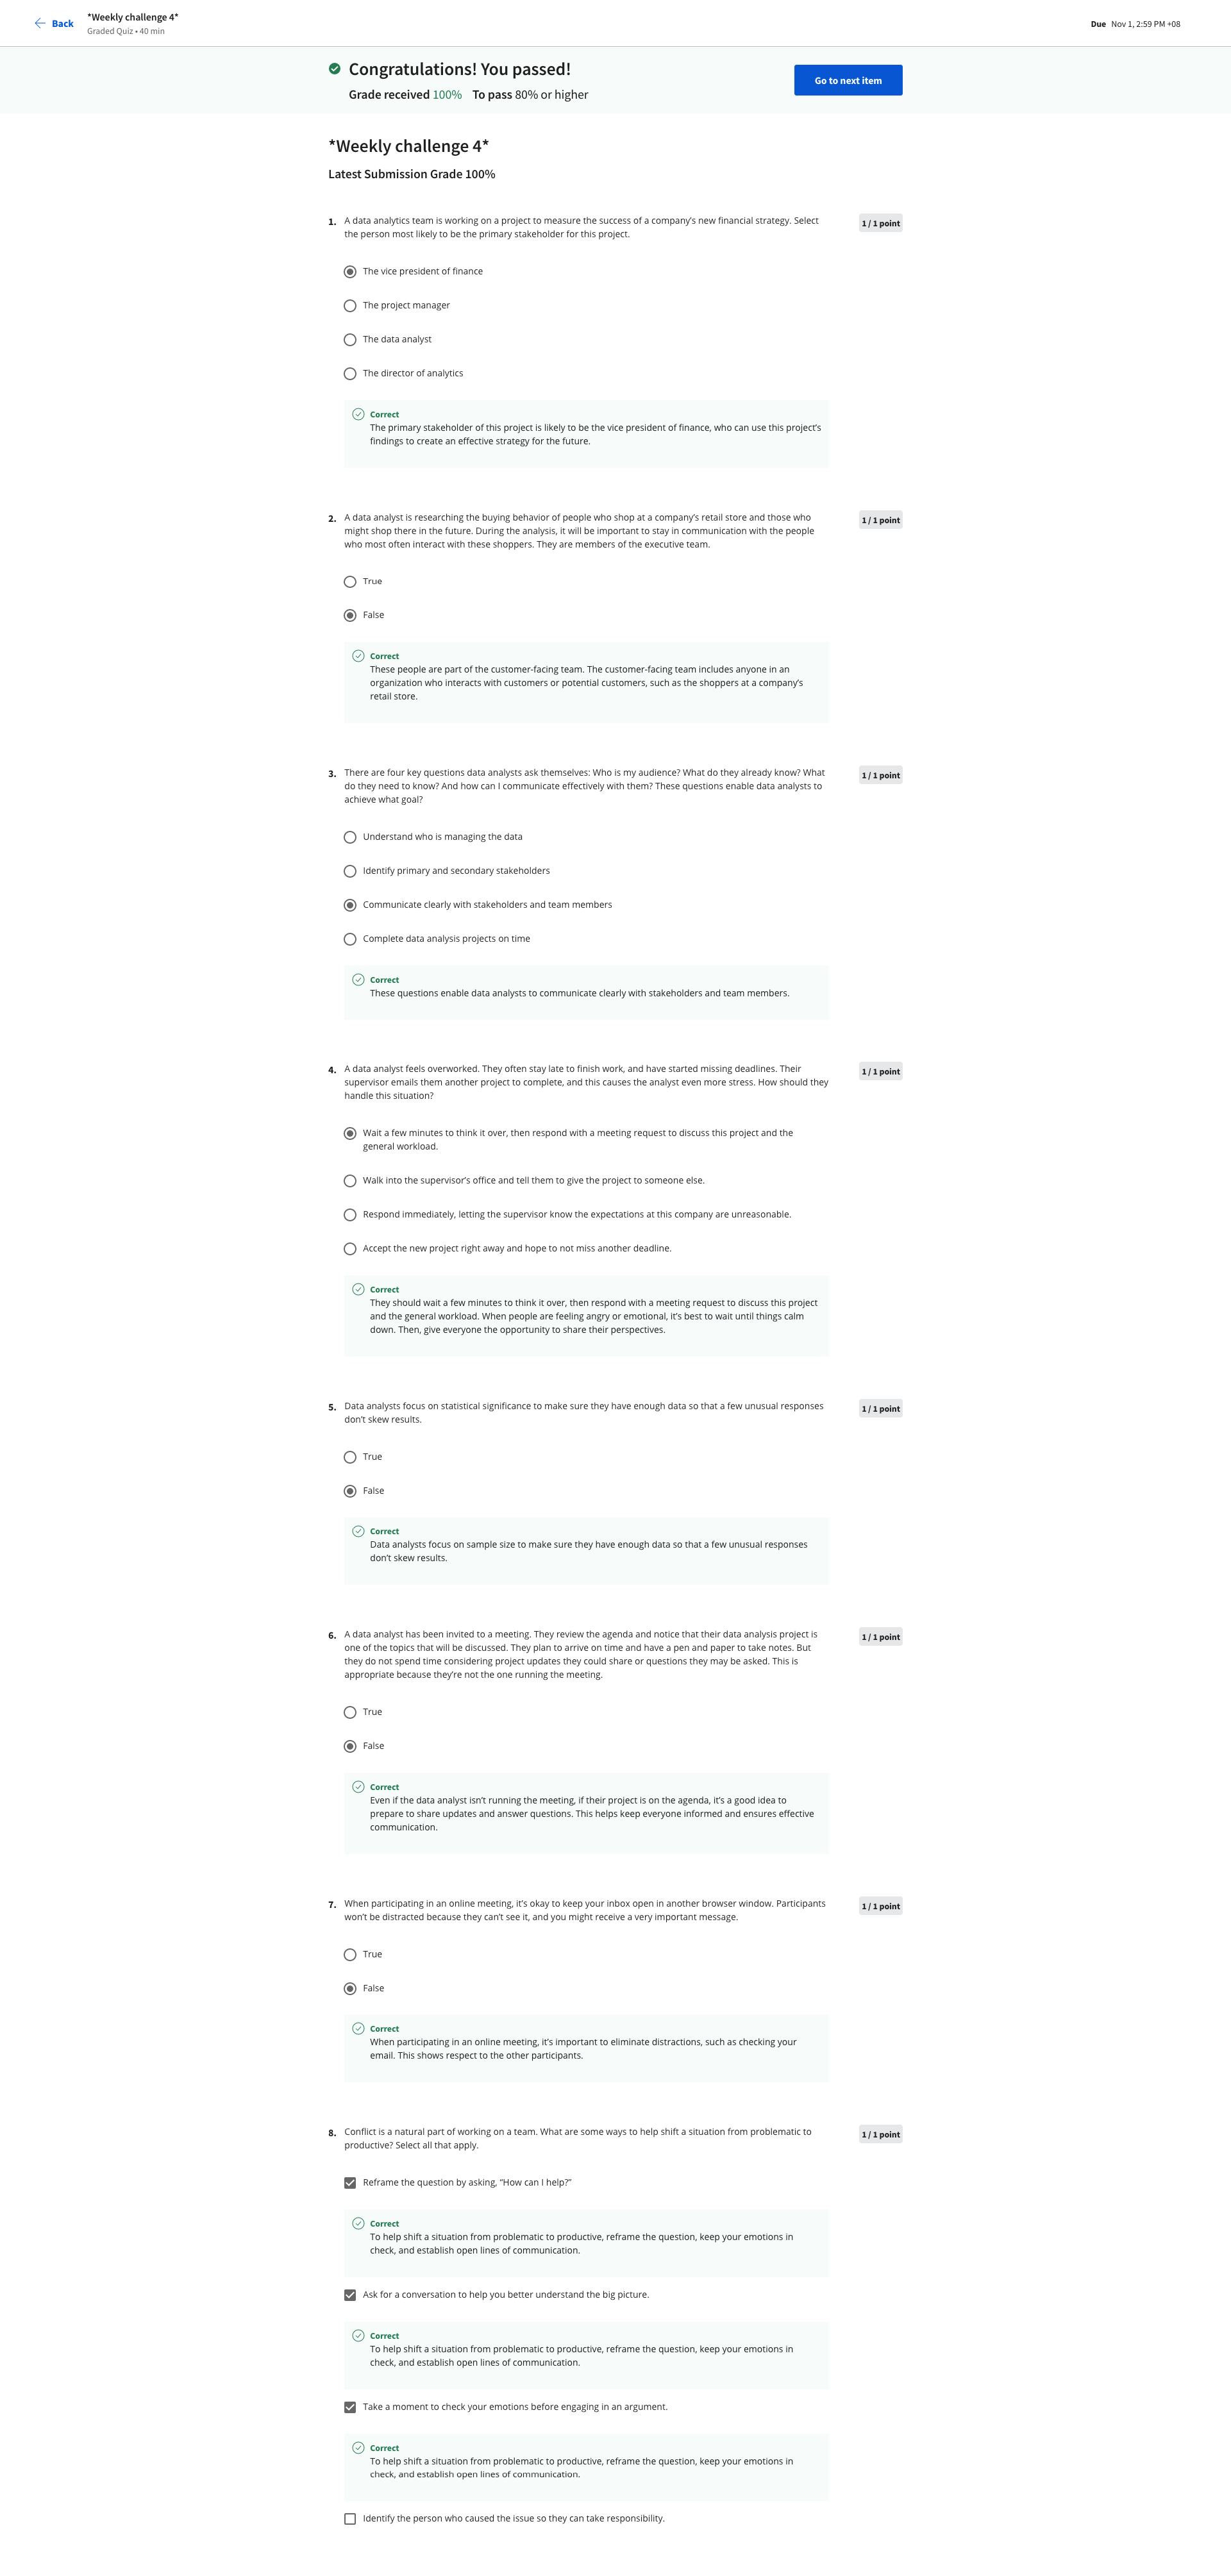 Back
*Weekly challenge 4*
Graded Quiz • 40 min
Due Nov 1, 2:59 PM +08
Congratulations! You passed!
Grade received 100% To pass 80% or higher
Go to next item
*Weekly challenge 4*
Latest Submission Grade 100%
1. A data analytics team is working on a project to measure the success of a company's new financial strategy. Select
the person most likely to be the primary stakeholder for this project.
1 / 1 point
The vice president of finance
The project manager
The data analyst
The director of analytics
Correct
The primary stakeholder of this project is likely to be the vice president of finance, who can use this project's
findings to create an effective strategy for the future.
2. A data analyst is researching the buying behavior of people who shop at a company's retail store and those who
might shop there in the future. During the analysis, it will be important to stay in communication with the people
who most often interact with these shoppers. They are members of the executive team.
1 / 1 point
True
False
Correct
These people are part of the customer-facing team. The customer-facing team includes anyone in an
organization who interacts with customers or potential customers, such as the shoppers at a company's
retail store.
3. There are four key questions data analysts ask themselves: Who is my audience? What do they already know? What
do they need to know? And how can I communicate effectively with them? These questions enable data analysts to
achieve what goal?
1 / 1 point
Understand who is managing the data
Identify primary and secondary stakeholders
Communicate clearly with stakeholders and team members
Complete data analysis projects on time
Correct
These questions enable data analysts to communicate clearly with stakeholders and team members.
4. A data analyst feels overworked. They often stay late to finish work, and have started missing deadlines. Their
supervisor emails them another project to complete, and this causes the analyst even more stress. How should they
handle this situation?
1 / 1 point
Wait a few minutes to think it over, then respond with a meeting request to discuss this project and the
general workload.
Walk into the supervisor's office and tell them to give the project to someone else.
Respond immediately, letting the supervisor know the expectations at this company are unreasonable.
Accept the new project right away and hope to not miss another deadline.
Correct
They should wait a few minutes to think it over, then respond with a meeting request to discuss this project
and the general workload. When people are feeling angry or emotional, it's best to wait until things calm
down. Then, give everyone the opportunity to share their perspectives.
5. Data analysts focus on statistical significance to make sure they have enough data so that a few unusual responses
don't skew results.
1 / 1 point
True
False
Correct
Data analysts focus on sample size to make sure they have enough data so that a few unusual responses
don't skew results.
6. A data analyst has been invited to a meeting. They review the agenda and notice that their data analysis project is
one of the topics that will be discussed. They plan to arrive on time and have a pen and paper to take notes. But
they do not spend time considering project updates they could share or questions they may be asked. This is
appropriate because they're not the one running the meeting.
1 / 1 point
True
False
Correct
Even if the data analyst isn't running the meeting, if their project is on the agenda, it's a good idea to
prepare to share updates and answer questions. This helps keep everyone informed and ensures effective
communication.
7. When participating in an online meeting, it's okay to keep your inbox open in another browser window. Participants
won't be distracted because they can't see it, and you might receive a very important message.
1 / 1 point
True
False
Correct
When participating in an online meeting, it's important to eliminate distractions, such as checking your
email. This shows respect to the other participants.
8. Conflict is a natural part of working on a team. What are some ways to help shift a situation from problematic to
productive? Select all that apply.
1 / 1 point
Reframe the question by asking, "How can I help?"
Correct
To help shift a situation from problematic to productive, reframe the question, keep your emotions in
check, and establish open lines of communication.
Ask for a conversation to help you better understand the big picture.
Correct
To help shift a situation from problematic to productive, reframe the question, keep your emotions in
check, and establish open lines of communication.
Take a moment to check your emotions before engaging in an argument.
Correct
To help shift a situation from problematic to productive, reframe the question, keep your emotions in
check, and establish open lines of communication.
Identify the person who caused the issue so they can take responsibility.